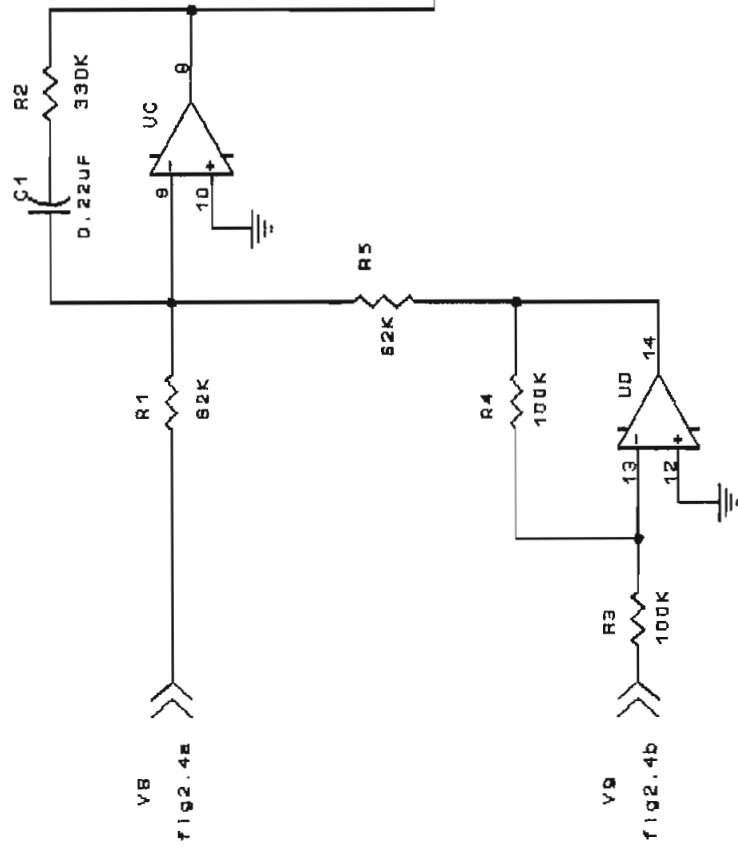 R2
330K
C1
0.22UF
UC
8
9
10
R1
82K
R5
82K
R4
100K
UD
14
13
12
R3
100K
V8
fig2.4a
V9
fig2.4b